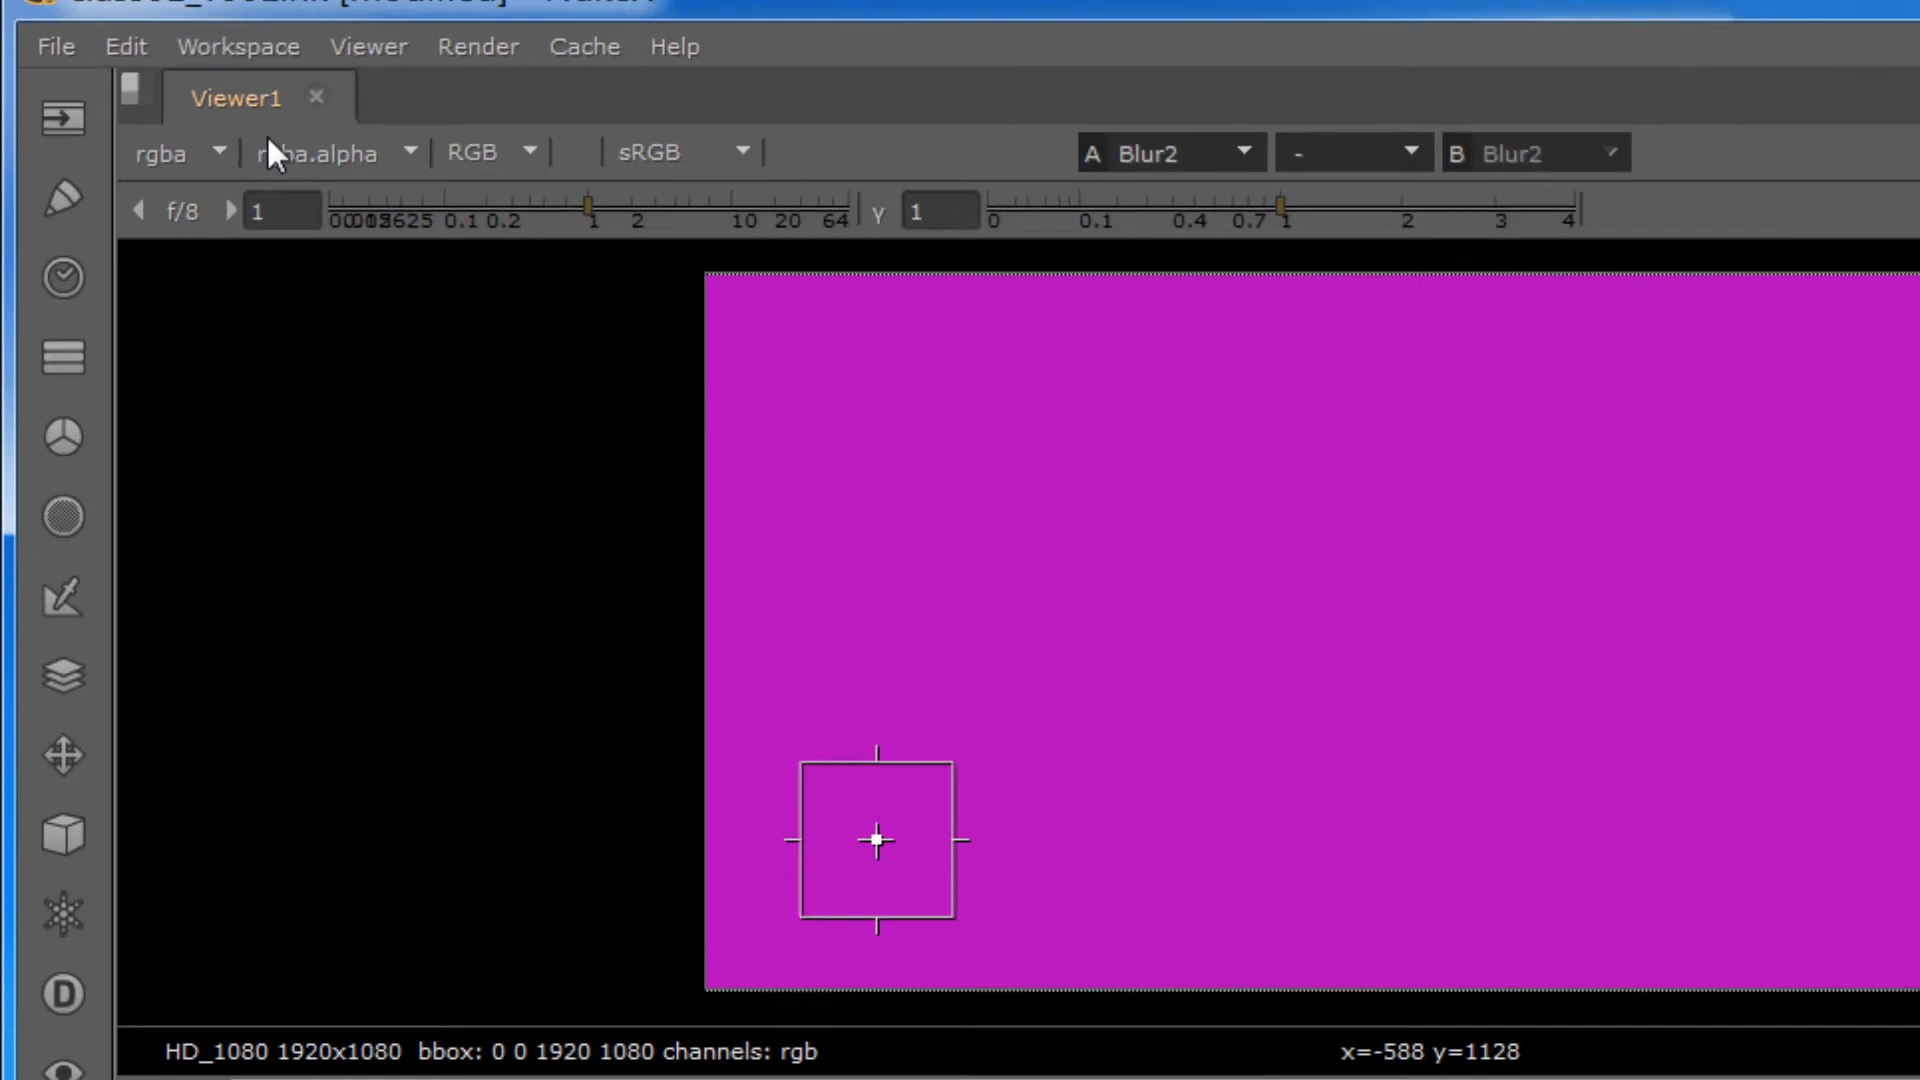 File Edit Workspace Viewer Render Cache Help
Viewer1
rgba rgba.alpha RGB sRGB A Blur2 - B Blur2
f/8 1 0.1 0.2 1 2 10 20 64 γ 1 0 0.1 0.4 0.7 1 2 3 4
D
HD_1080 1920x1080 bbox: 0 0 1920 1080 channels: rgb x=-588 y=1128